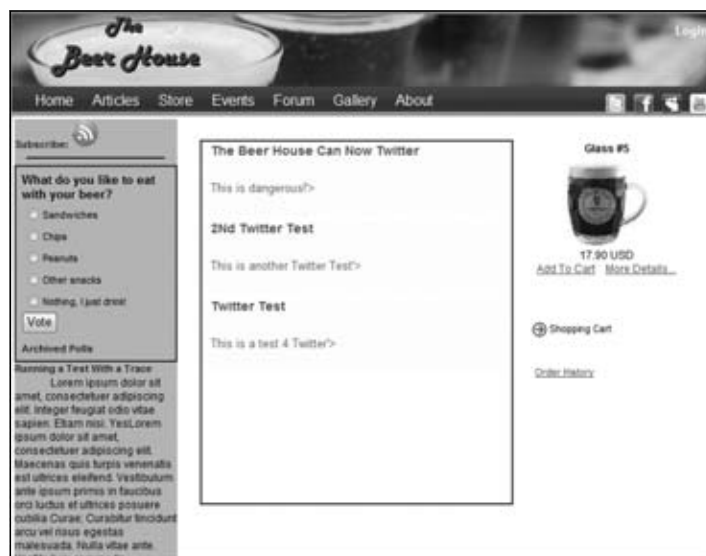 The
Beer House
Login
Home Articles Store Events Forum Gallery About
Subscribe:
What do you like to eat
with your beer?
Sandwiches
Chips
Peanuts
Other snacks
Nothing, I just drink!
Vote
Archived Polls
Running a Test With a Trace
Lorem ipsum dolor sit
amet, consectetuer adipiscing
elit. Integer feugiat odio vitae
sapien. Etiam nisi. YesLorem
ipsum dolor sit amet,
consectetuer adipiscing elit.
Maecenas quis turpis venenatis
est ultrices eleifend. Vestibulum
ante ipsum primis in faucibus
orci luctus et ultrices posuere
cubilia Curae; Curabitur tincidunt
arcu vel risus egestas
malesuada. Nulla vitae ante.
The Beer House Can Now Twitter
This is dangerous!'>
2Nd Twitter Test
This is another Twitter Test'>
Twitter Test
This is a test 4 Twitter'>
Glass #5
17.90 USD
Add To Cart More Details...
Shopping Cart
Order History